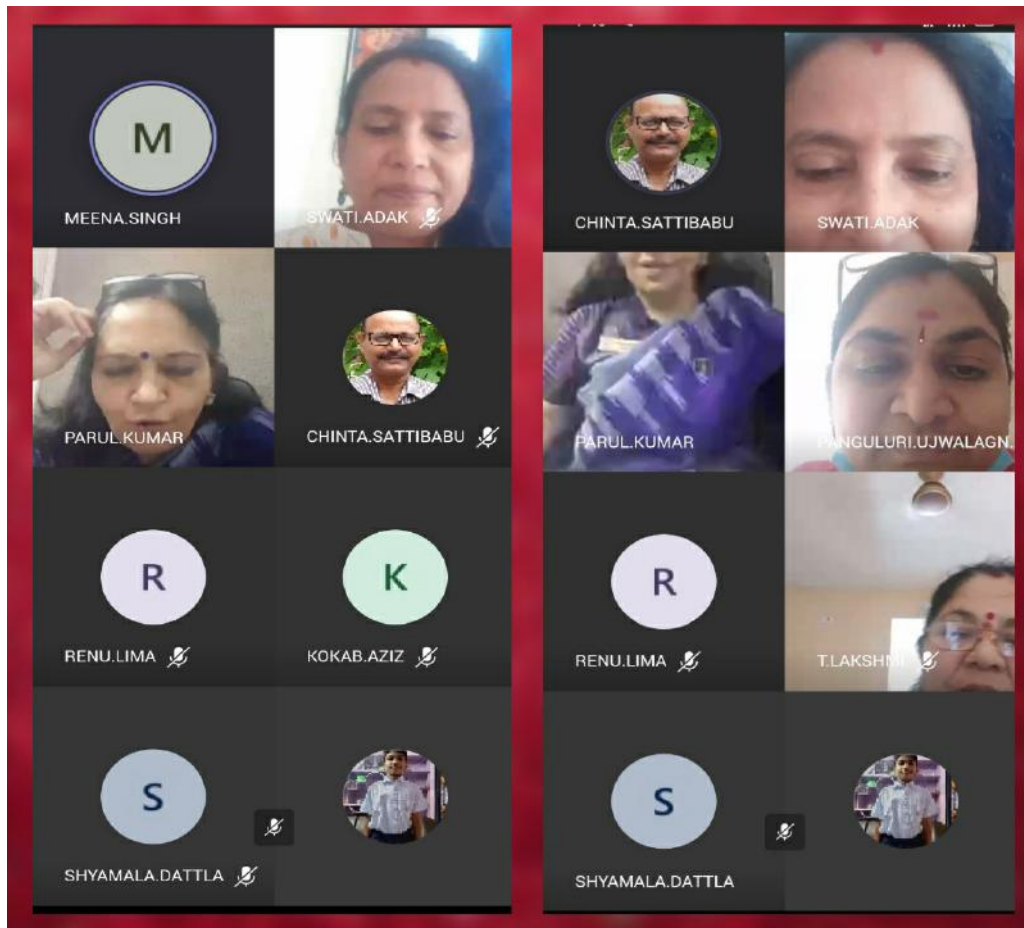 M
MEENA.SINGH
SWATI.ADAK
PARUL.KUMAR
CHINTA.SATTIBABU
R
RENU.LIMA
K
KOKAB.AZIZ
S
SHYAMALA.DATTLA
CHINTA.SATTIBABU
SWATI.ADAK
PARUL.KUMAR
PANGULURI.UJWALAGN.
R
RENU.LIMA
T.LAKSHMI
S
SHYAMALA.DATTLA